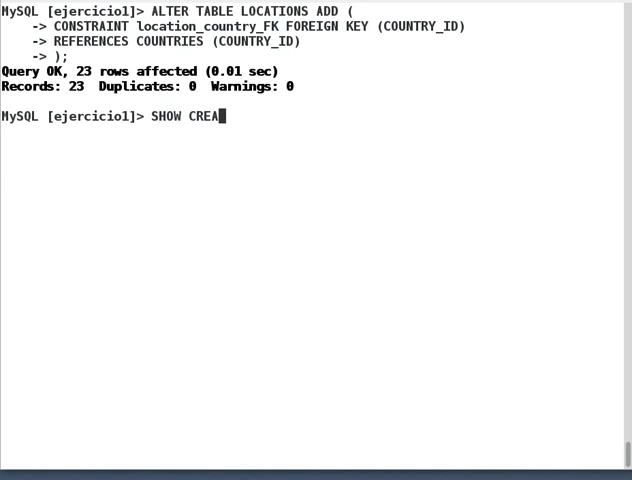 MySQL [ejercicio1]> ALTER TABLE LOCATIONS ADD (
    -> CONSTRAINT location_country_FK FOREIGN KEY (COUNTRY_ID)
    -> REFERENCES COUNTRIES (COUNTRY_ID)
    -> );
Query OK, 23 rows affected (0.01 sec)
Records: 23  Duplicates: 0  Warnings: 0
MySQL [ejercicio1]> SHOW CREA